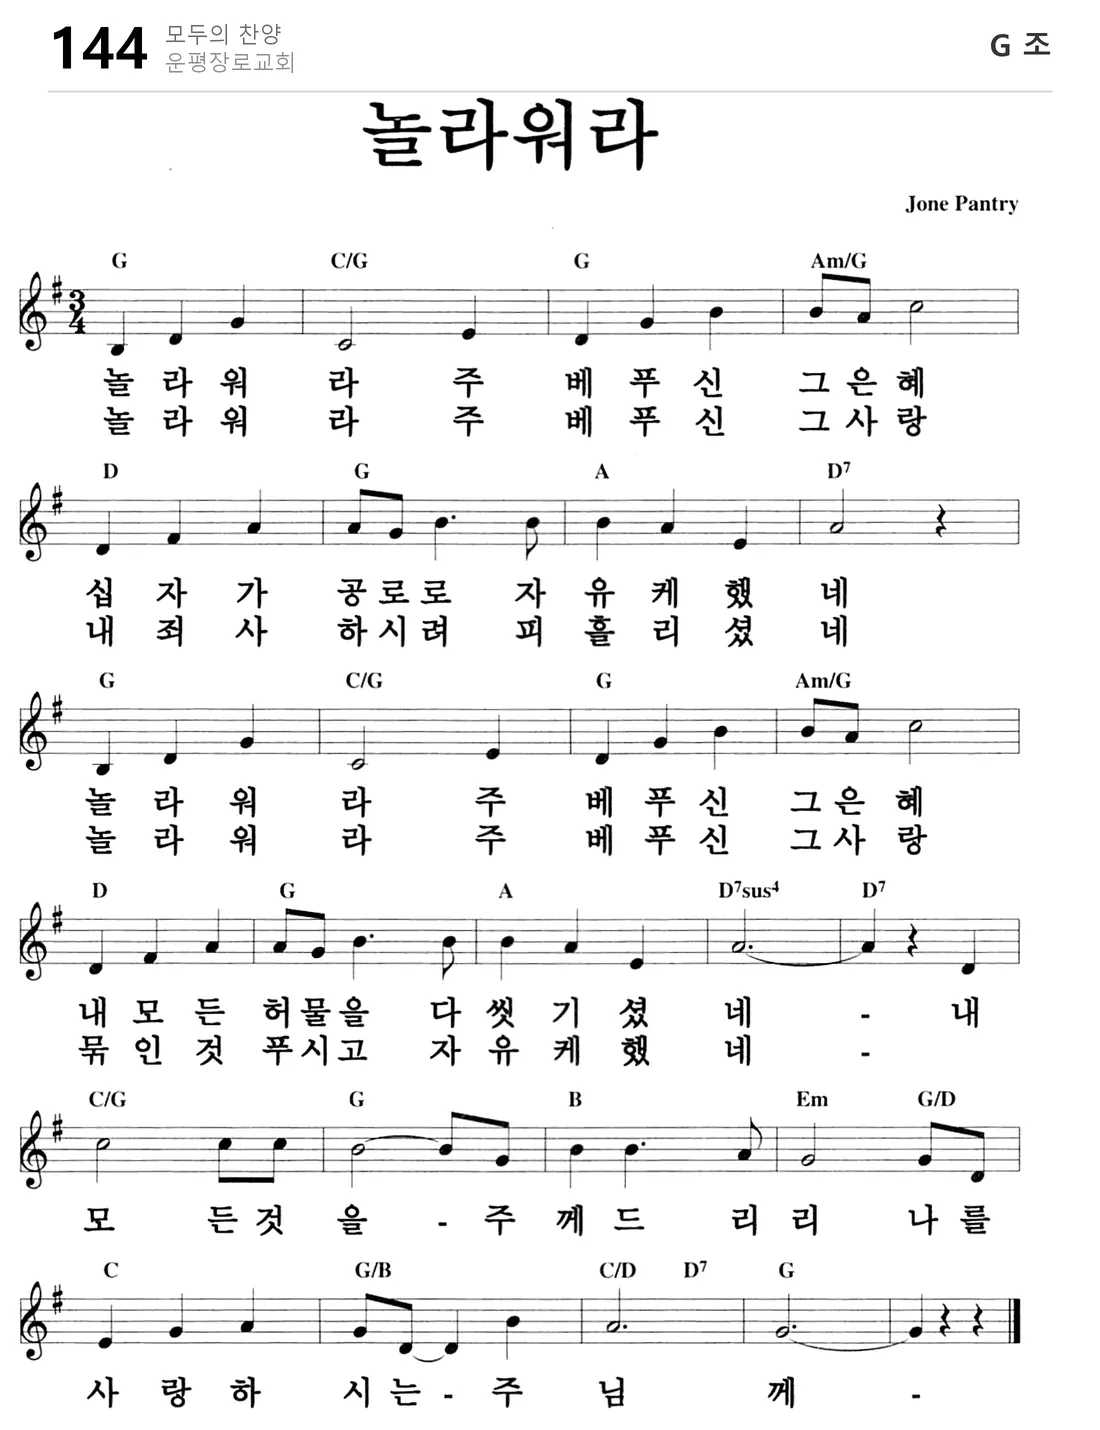 144 모두의 찬양 G 조
운평장로교회
놀라워라
Jone Pantry
G C/G G Am/G
3/4
놀 라 워 라 주 베 푸 신 그 은 혜
놀 라 워 라 주 베 푸 신 그 사 랑
D G A D7
십 자 가 공 로 로 자 유 케 했 네
내 죄 사 하 시 려 피 흘 리 셨 네
G C/G G Am/G
놀 라 워 라 주 베 푸 신 그 은 혜
놀 라 워 라 주 베 푸 신 그 사 랑
D G A D7sus4 D7
내 모 든 허 물 을 다 씻 기 셨 네 - 내
묶 인 것 푸 시 고 자 유 케 했 네 -
C/G G B Em G/D
모 든 것 을 - 주 께 드 리 리 나 를
C G/B C/D D7 G
사 랑 하 시 는 - 주 님 께 -